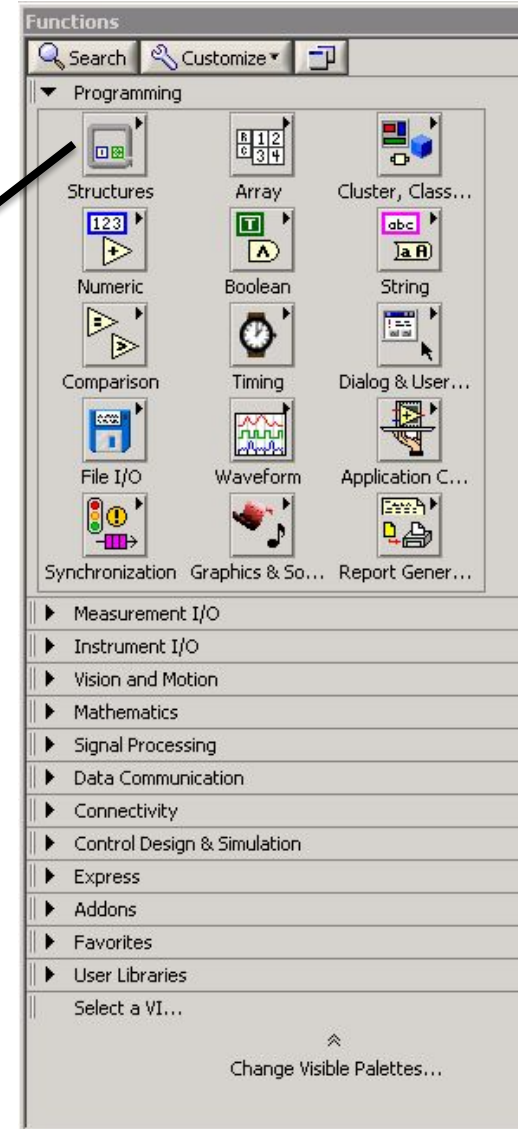 Functions
Search Customize
Programming
Structures Array Cluster, Class...
Numeric Boolean String
Comparison Timing Dialog & User...
File I/O Waveform Application C...
Synchronization Graphics & So... Report Gener...
Measurement I/O
Instrument I/O
Vision and Motion
Mathematics
Signal Processing
Data Communication
Connectivity
Control Design & Simulation
Express
Addons
Favorites
User Libraries
Select a VI...
Change Visible Palettes...